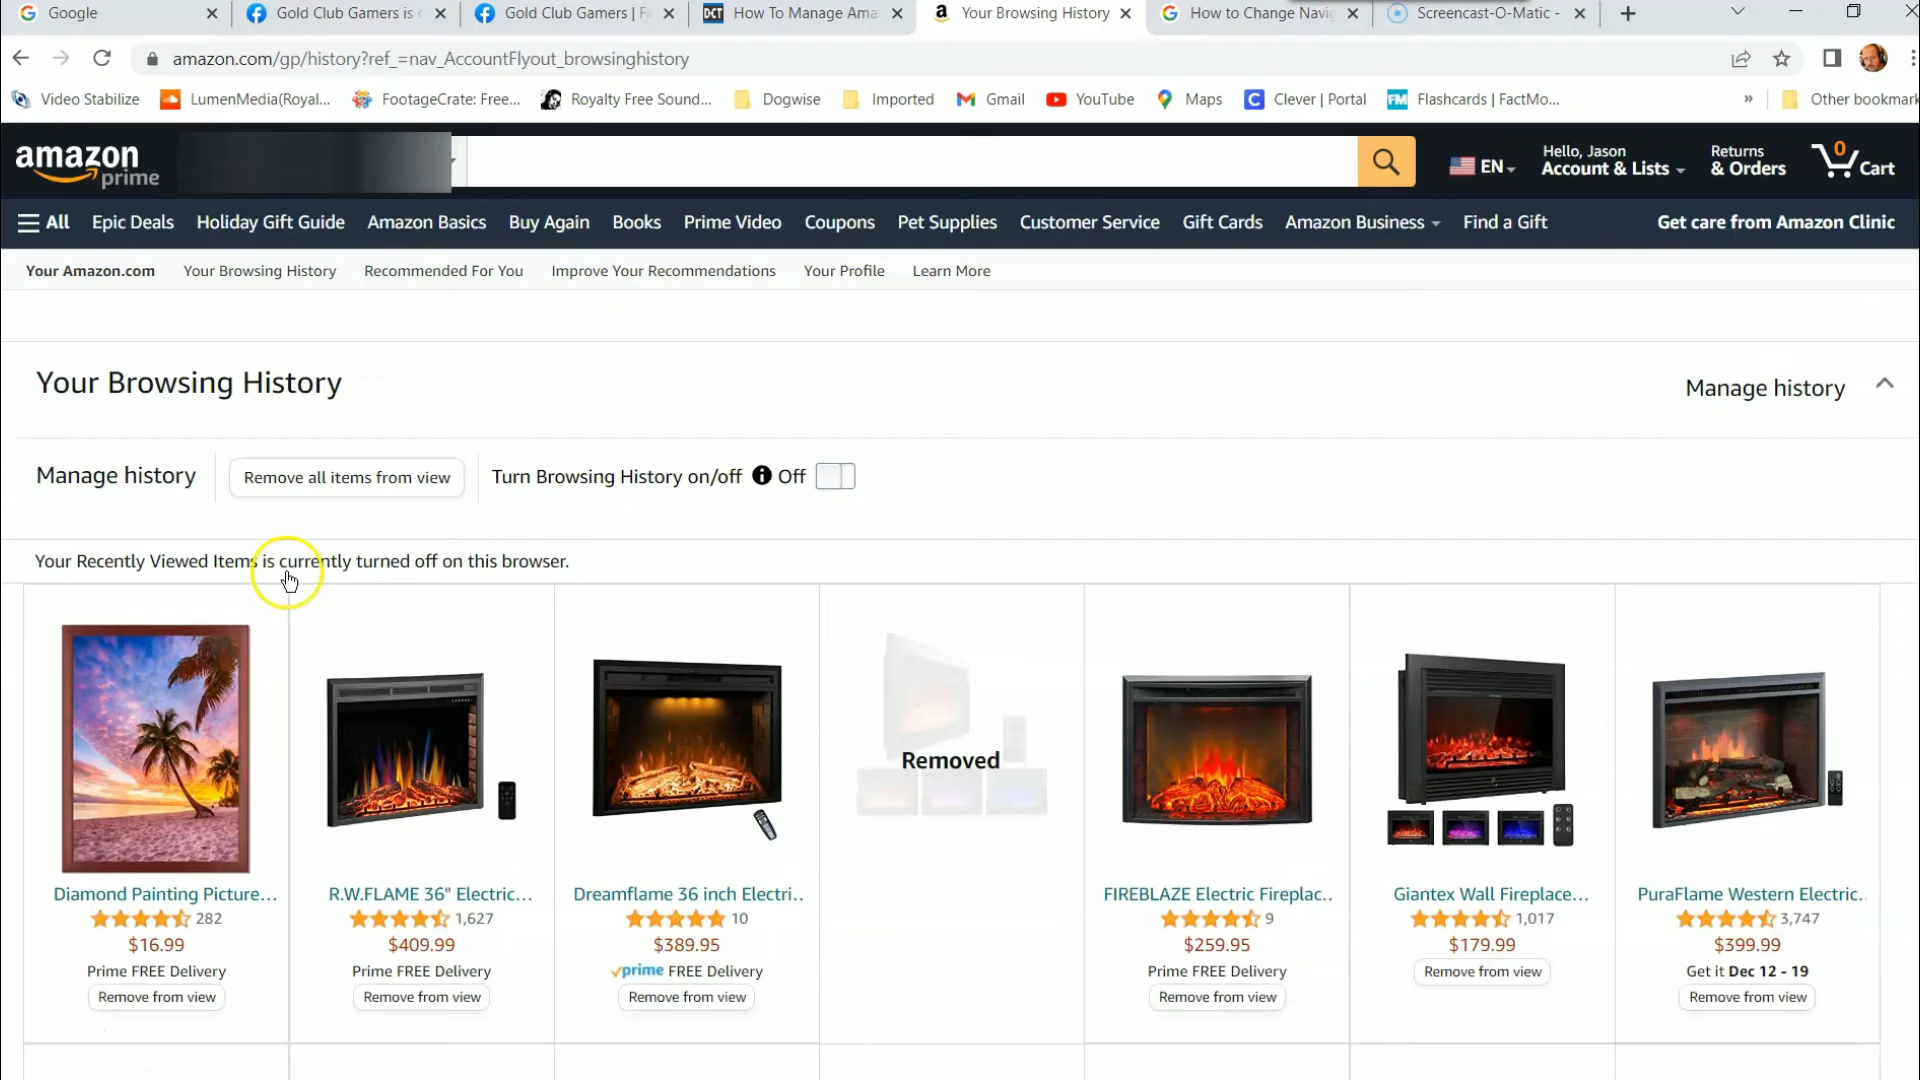 Google
Gold Club Gamers is c
Gold Club Gamers | Fa
DCT How To Manage Ama
a Your Browsing History
How to Change Navig
Screencast-O-Matic -
amazon.com/gp/history?ref_=nav_AccountFlyout_browsinghistory
Video Stabilize
LumenMedia(Royal...
FootageCrate: Free...
Royalty Free Sound...
Dogwise
Imported
Gmail
YouTube
Maps
Clever | Portal
FM Flashcards | FactMo...
»
Other bookmark
amazon
prime
EN
Hello, Jason
Account & Lists
Returns
& Orders
0
Cart
All
Epic Deals
Holiday Gift Guide
Amazon Basics
Buy Again
Books
Prime Video
Coupons
Pet Supplies
Customer Service
Gift Cards
Amazon Business
Find a Gift
Get care from Amazon Clinic
Your Amazon.com
Your Browsing History
Recommended For You
Improve Your Recommendations
Your Profile
Learn More
Your Browsing History
Manage history
Manage history
Remove all items from view
Turn Browsing History on/off
Off
Your Recently Viewed Items is currently turned off on this browser.
Removed
Diamond Painting Picture...
282
$16.99
Prime FREE Delivery
Remove from view
R.W.FLAME 36" Electric...
1,627
$409.99
Prime FREE Delivery
Remove from view
Dreamflame 36 inch Electri..
10
$389.95
prime FREE Delivery
Remove from view
FIREBLAZE Electric Fireplac..
9
$259.95
Prime FREE Delivery
Remove from view
Giantex Wall Fireplace...
1,017
$179.99
Remove from view
PuraFlame Western Electric.
3,747
$399.99
Get it Dec 12 - 19
Remove from view